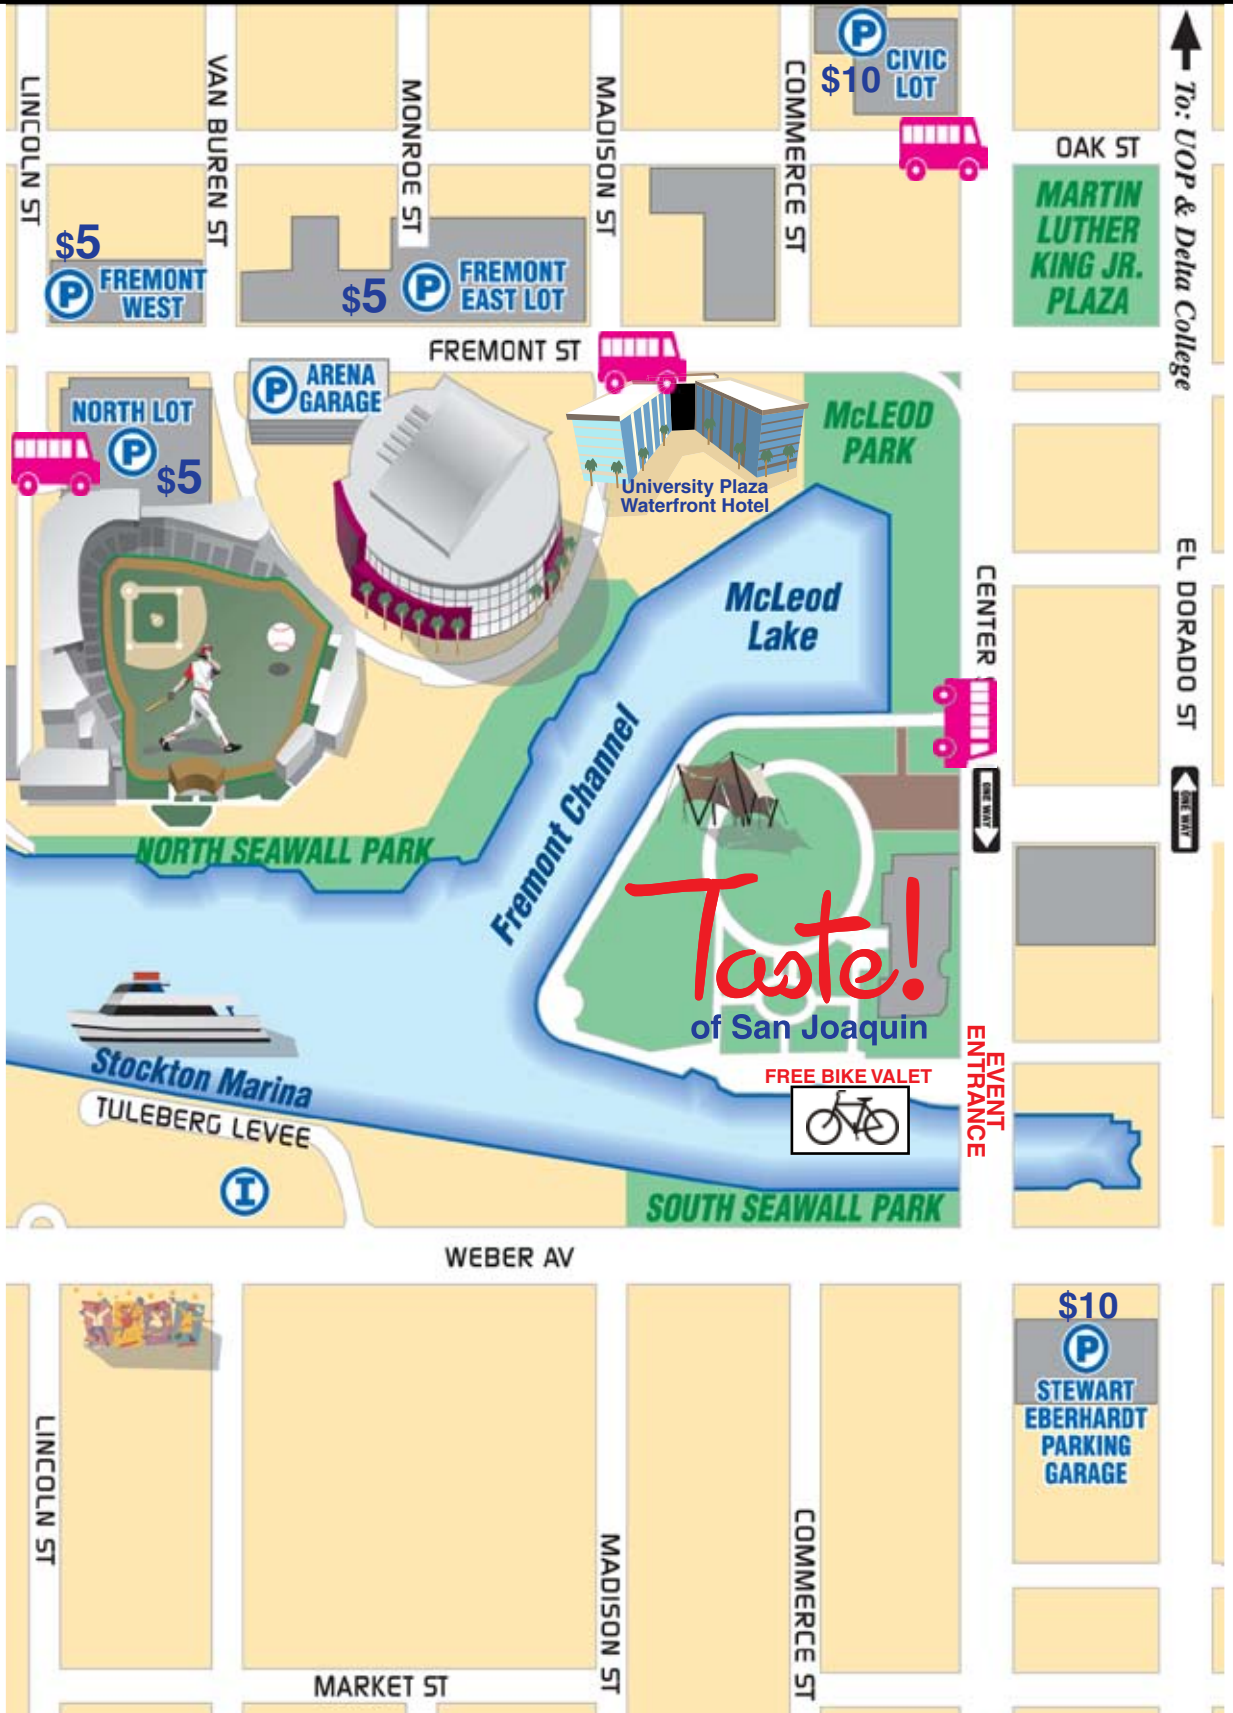 LINCOLN ST
VAN BUREN ST
MONROE ST
MADISON ST
COMMERCE ST
P
$10
CIVIC
LOT
To: UOP & Delta College
OAK ST
MARTIN
LUTHER
KING JR.
PLAZA
$5
P
FREMONT
WEST
$5
P
FREMONT
EAST LOT
FREMONT ST
P
ARENA
GARAGE
NORTH LOT
P
$5
University Plaza
Waterfront Hotel
McLEOD
PARK
McLeod
Lake
CENTER
EL DORADO ST
ONE WAY
ONE WAY
Fremont Channel
NORTH SEAWALL PARK
Taste!
of San Joaquin
EVENT
ENTRANCE
FREE BIKE VALET
Stockton Marina
TULEBERG LEVEE
I
SOUTH SEAWALL PARK
WEBER AV
$10
P
STEWART
EBERHARDT
PARKING
GARAGE
LINCOLN ST
MADISON ST
COMMERCE ST
MARKET ST